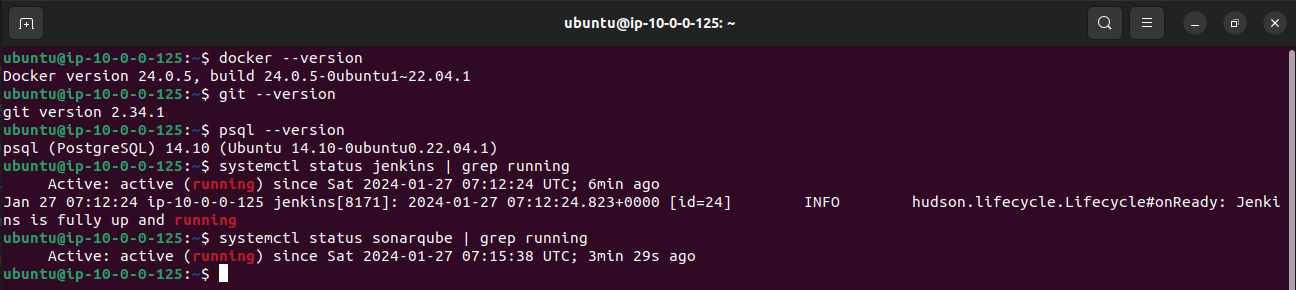 ubuntu@ip-10-0-0-125: ~
ubuntu@ip-10-0-0-125:~$ docker --version
Docker version 24.0.5, build 24.0.5-0ubuntu1~22.04.1
ubuntu@ip-10-0-0-125:~$ git --version
git version 2.34.1
ubuntu@ip-10-0-0-125:~$ psql --version
psql (PostgreSQL) 14.10 (Ubuntu 14.10-0ubuntu0.22.04.1)
ubuntu@ip-10-0-0-125:~$ systemctl status jenkins | grep running
     Active: active (running) since Sat 2024-01-27 07:12:24 UTC; 6min ago
Jan 27 07:12:24 ip-10-0-0-125 jenkins[8171]: 2024-01-27 07:12:24.823+0000 [id=24]        INFO        hudson.lifecycle.Lifecycle#onReady: Jenki
ns is fully up and running
ubuntu@ip-10-0-0-125:~$ systemctl status sonarqube | grep running
     Active: active (running) since Sat 2024-01-27 07:15:38 UTC; 3min 29s ago
ubuntu@ip-10-0-0-125:~$